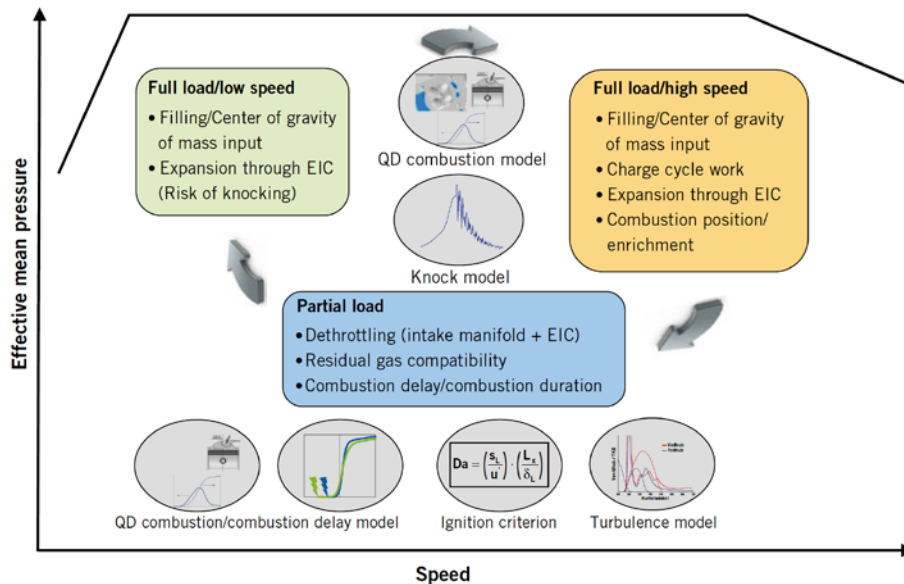 Effective mean pressure
Full load/low speed
• Filling/Center of gravity
of mass input
• Expansion through EIC
(Risk of knocking)
QD combustion model
Knock model
Full load/high speed
• Filling/Center of gravity
of mass input
• Charge cycle work
• Expansion through EIC
• Combustion position/
enrichment
Partial load
• Dethrottling (intake manifold + EIC)
• Residual gas compatibility
• Combustion delay/combustion duration
QD combustion/combustion delay model
Da = (s_L / u') · (L_x / δ_L)
Ignition criterion
Turbulence model
Speed